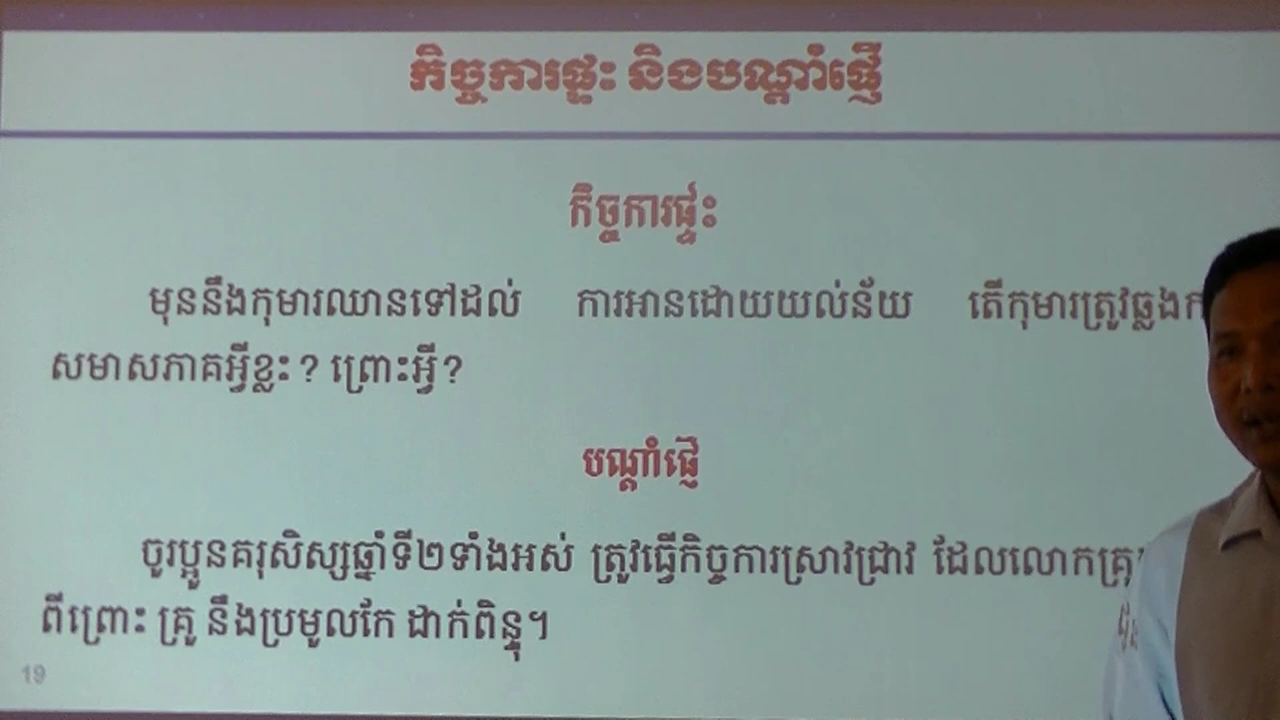 កិច្ចការផ្ទះ និងបណ្តាំផ្ញើ
កិច្ចការផ្ទះ
មុននឹងកុមារឈានទៅដល់ ការអានដោយយល់ន័យ តើកុមារត្រូវឆ្លង
សមាសភាគអ្វីខ្លះ? ព្រោះអ្វី?
បណ្តាំផ្ញើ
ចូរប្អូនគរុសិស្សឆ្នាំទី២ទាំងអស់ ត្រូវធ្វើកិច្ចការស្រាវជ្រាវ ដែលលោកគ្រូ
ពីព្រោះ គ្រូ នឹងប្រមូលកែ ដាក់ពិន្ទុ។
19